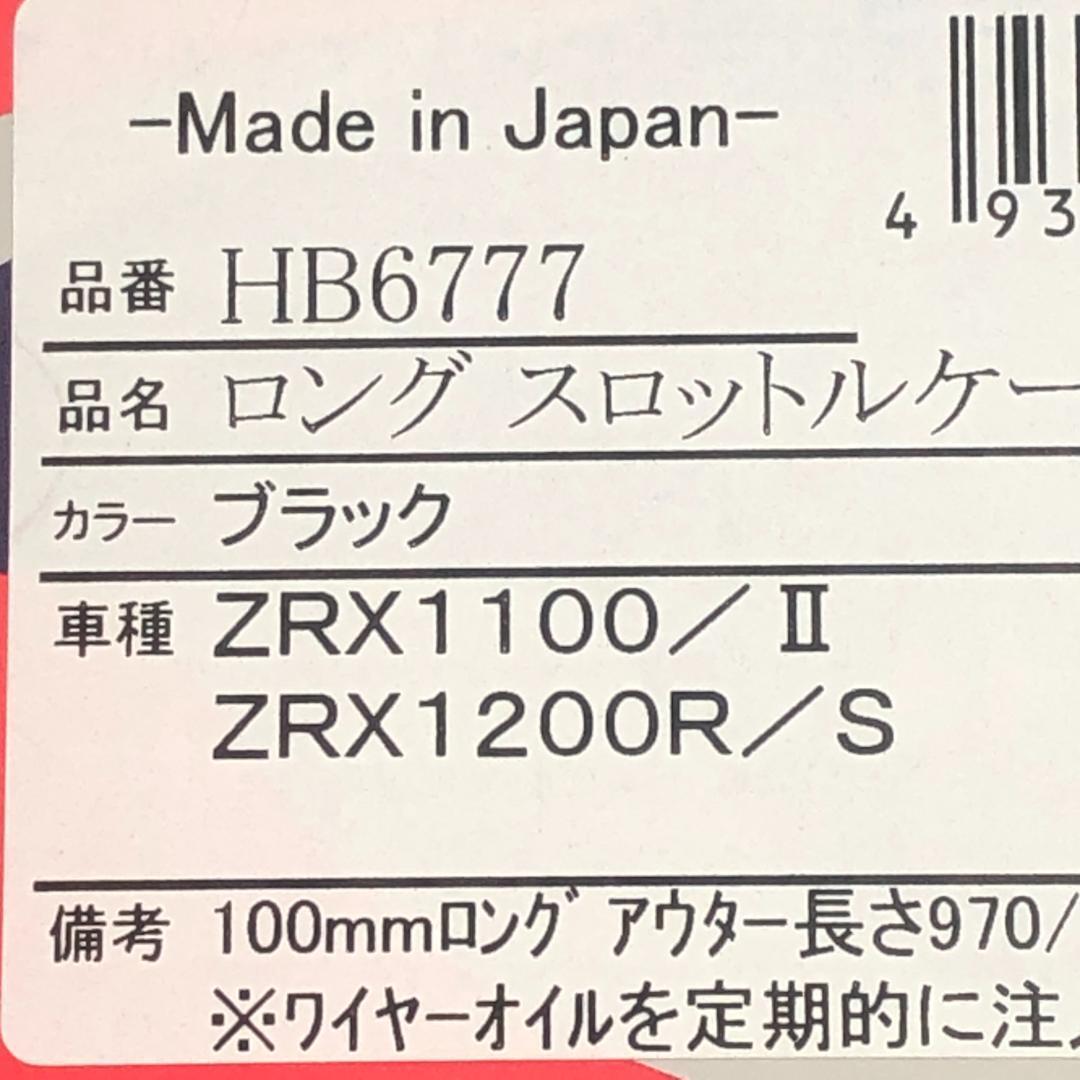 -Made in Japan-
4 93
品番 HB6777
品名 ロング スロットルケー
カラー ブラック
車種 ZRX1100/Ⅱ
ZRX1200R/S
備考 100mmロング アウター長さ970/
※ワイヤーオイルを定期的に注